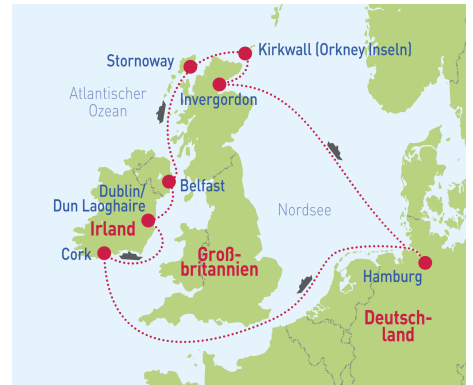 Kirkwall (Orkney Inseln)
Stornoway
Invergordon
Atlantischer
Ozean
Belfast
Dublin/
Dun Laoghaire
Irland
Cork
Nordsee
Groß-
britannien
Hamburg
Deutsch-
land